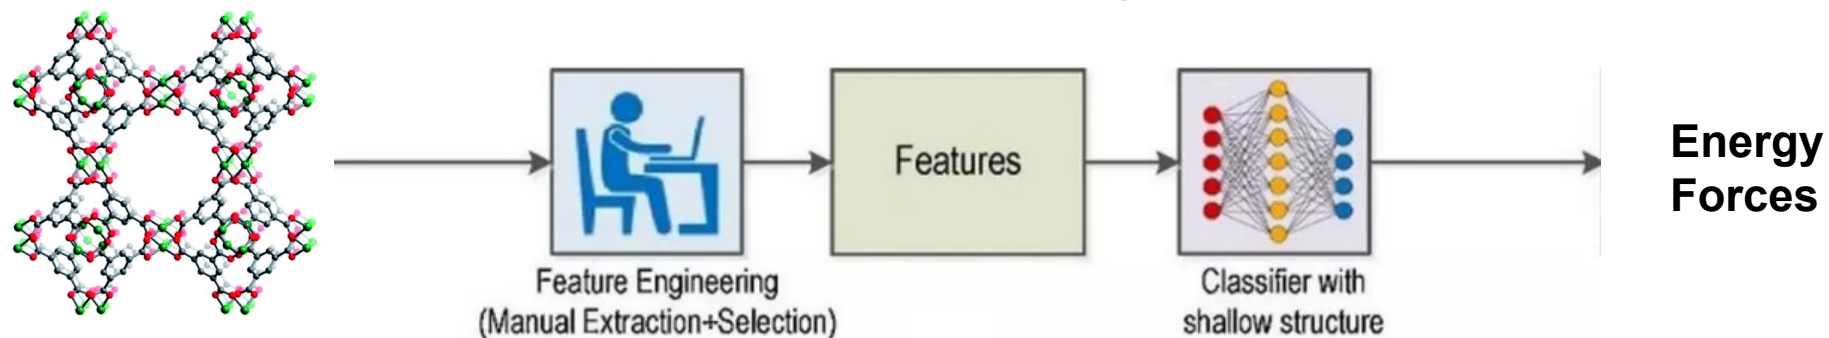 Feature Engineering
(Manual Extraction+Selection)
Features
Classifier with
shallow structure
Energy
Forces